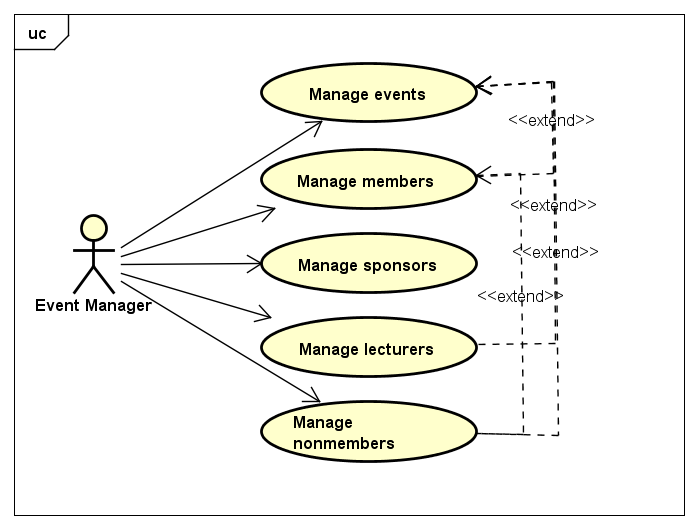 uc
Manage events
<<extend>>
Manage members
<<extend>>
<<extend>>
Manage sponsors
<<extend>>
Event Manager
Manage lecturers
Manage
nonmembers